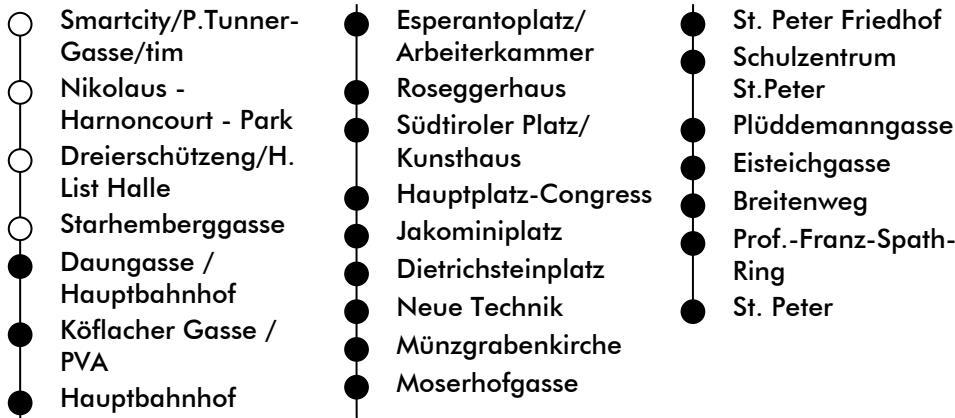 Smartcity/P.Tunner-
Gasse/tim
Nikolaus -
Harnoncourt - Park
Dreierschützeng/H.
List Halle
Starhemberggasse
Daungasse /
Hauptbahnhof
Köflacher Gasse /
PVA
Hauptbahnhof
Esperantoplatz/
Arbeiterkammer
Roseggerhaus
Südtiroler Platz/
Kunsthaus
Hauptplatz-Congress
Jakominiplatz
Dietrichsteinplatz
Neue Technik
Münzgrabenkirche
Moserhofgasse
St. Peter Friedhof
Schulzentrum
St.Peter
Plüddemanngasse
Eisteichgasse
Breitenweg
Prof.-Franz-Spath-
Ring
St. Peter